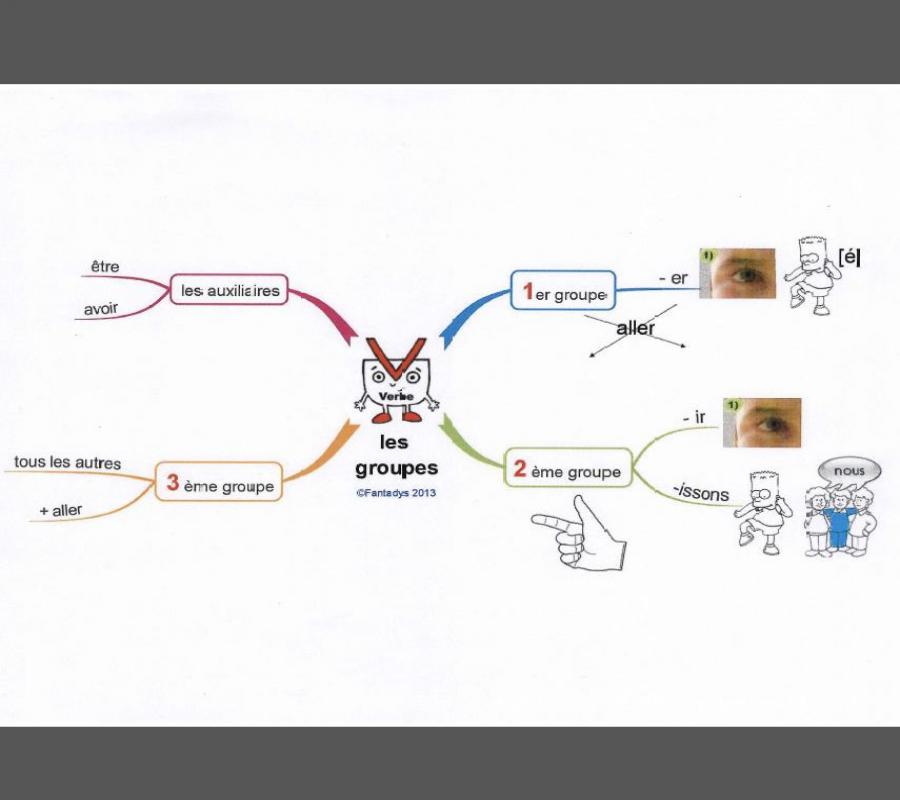 être
les auxiliaires
avoir
1er groupe
- er
1)
[é]
aller
V
Verbe
les
groupes
©Fantadys 2013
2 ème groupe
- ir
1)
-issons
nous
3 ème groupe
tous les autres
+ aller